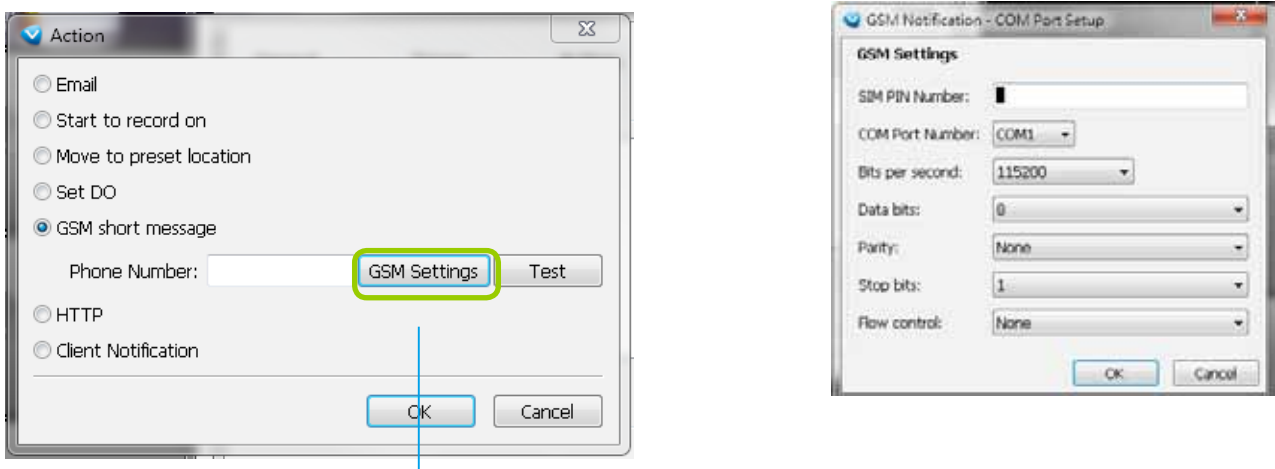 Action
Email
Start to record on
Move to preset location
Set DO
GSM short message
Phone Number: GSM Settings Test
HTTP
Client Notification
OK Cancel
GSM Notification - COM Port Setup
GSM Settings
SIM PIN Number:
COM Port Number: COM1
Bits per second: 115200
Data bits: 0
Parity: None
Stop bits: 1
Flow control: None
OK Cancel